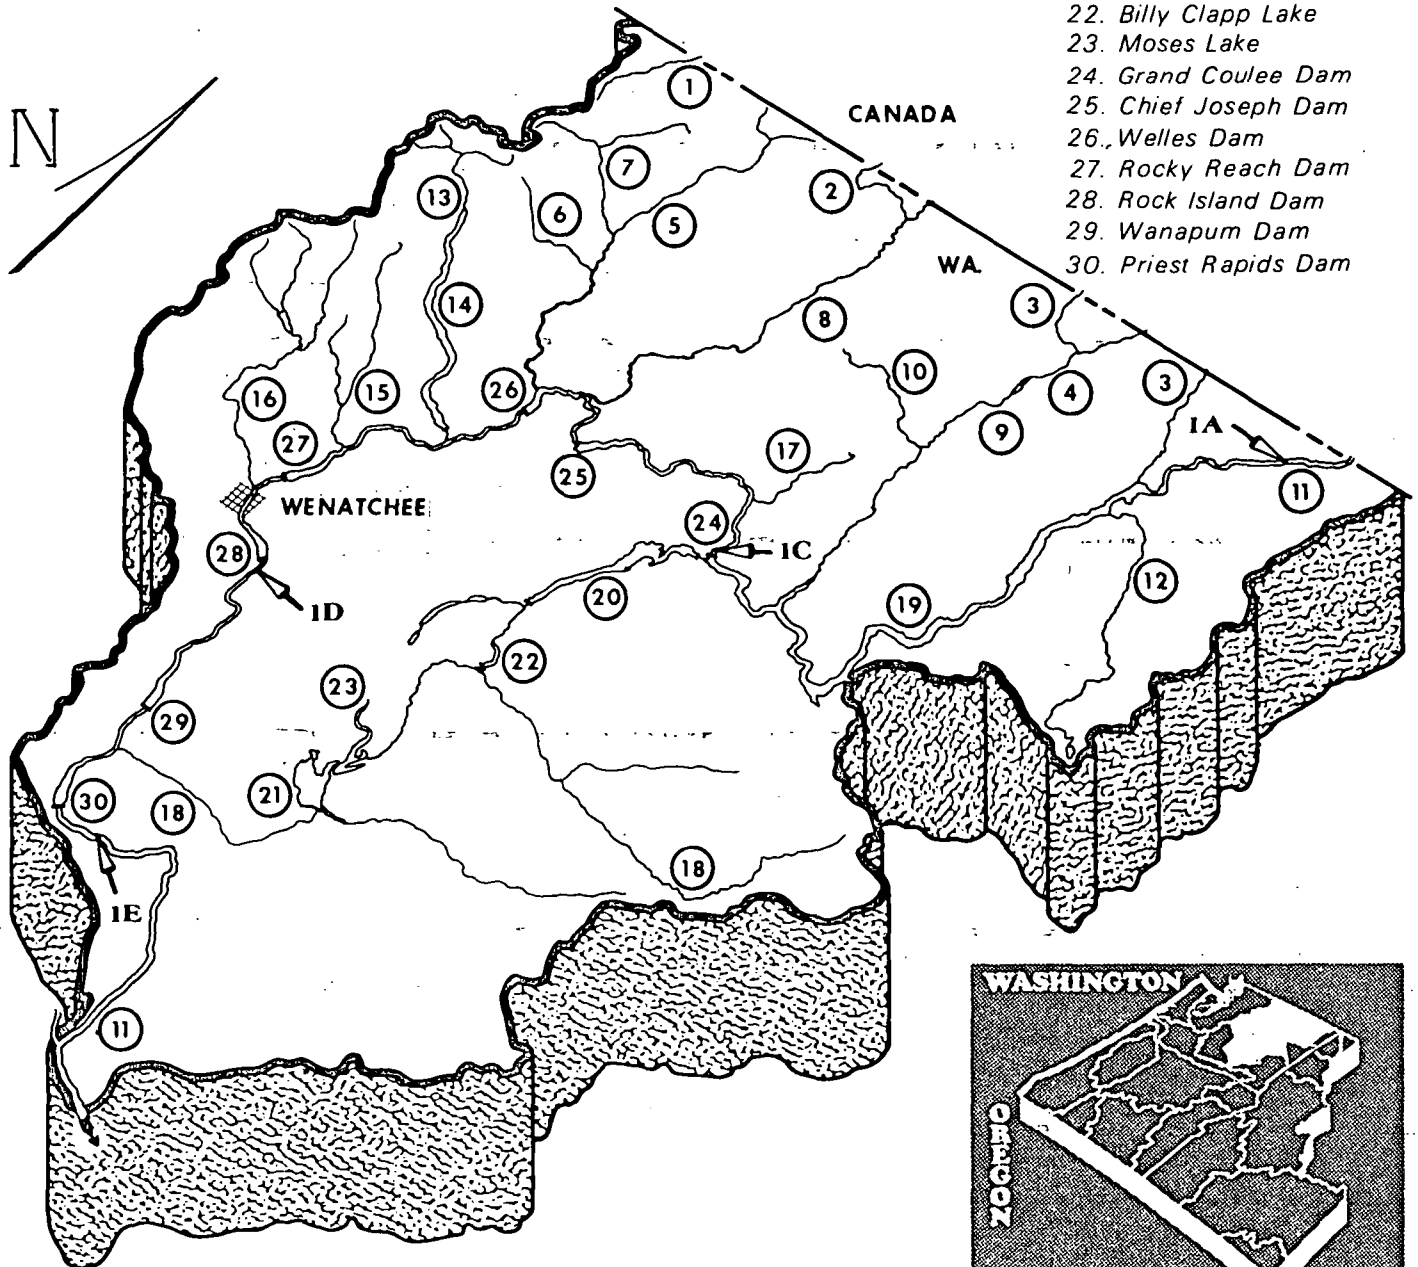 22. Billy Clapp Lake
23. Moses Lake
24. Grand Coulee Dam
25. Chief Joseph Dam
26. Welles Dam
27. Rocky Reach Dam
28. Rock Island Dam
29. Wanapum Dam
30. Priest Rapids Dam
N
CANADA
WA.
1
2
7
13
6
5
3
14
8
10
4
3
16
15
26
9
1A
27
17
11
25
WENATCHEE
24
1C
28
12
20
19
1D
22
23
29
30
18
21
18
1E
11
WASHINGTON
OREGON